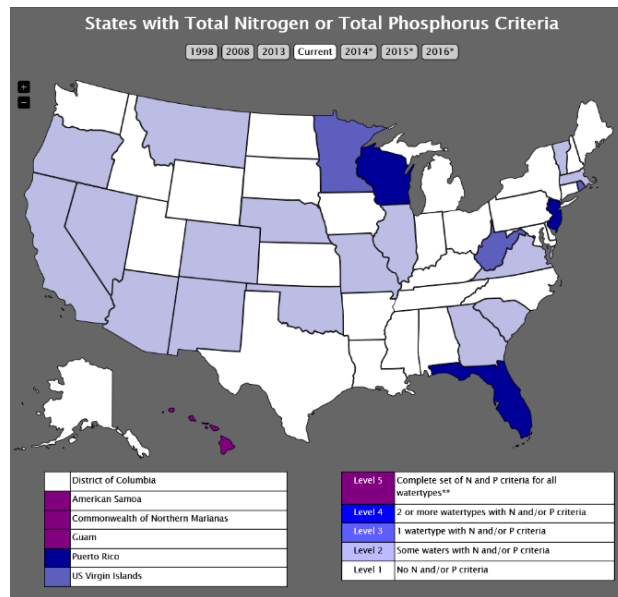 States with Total Nitrogen or Total Phosphorus Criteria
1998 2008 2013 Current 2014* 2015* 2016*
+
−
District of Columbia
American Samoa
Commonwealth of Northern Marianas
Guam
Puerto Rico
US Virgin Islands
Level 5 Complete set of N and P criteria for all
watertypes**
Level 4 2 or more watertypes with N and/or P criteria
Level 3 1 watertype with N and/or P criteria
Level 2 Some waters with N and/or P criteria
Level 1 No N and/or P criteria